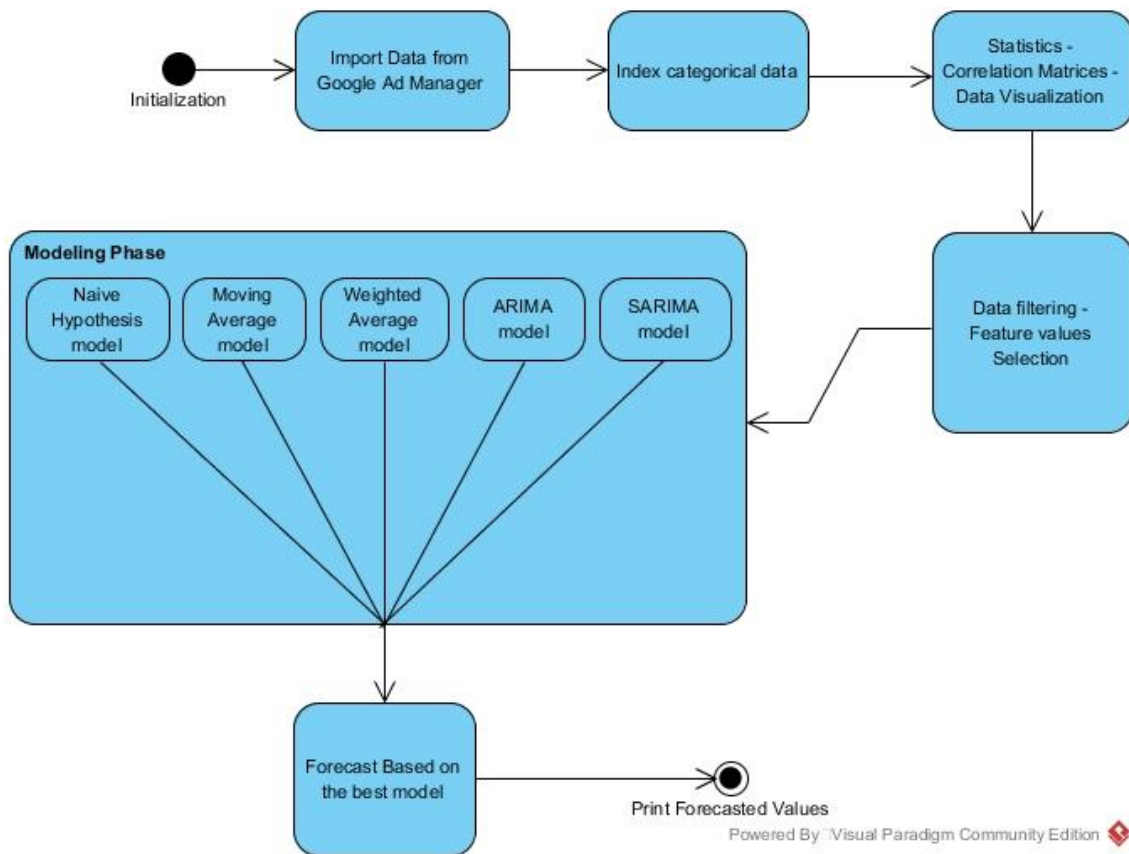 Initialization
Import Data from
Google Ad Manager
Index categorical data
Statistics -
Correlation Matrices -
Data Visualization
Data filtering -
Feature values
Selection
Modeling Phase
Naive
Hypothesis
model
Moving
Average
model
Weighted
Average
model
ARIMA
model
SARIMA
model
Forecast Based on
the best model
Print Forecasted Values
Powered By Visual Paradigm Community Edition